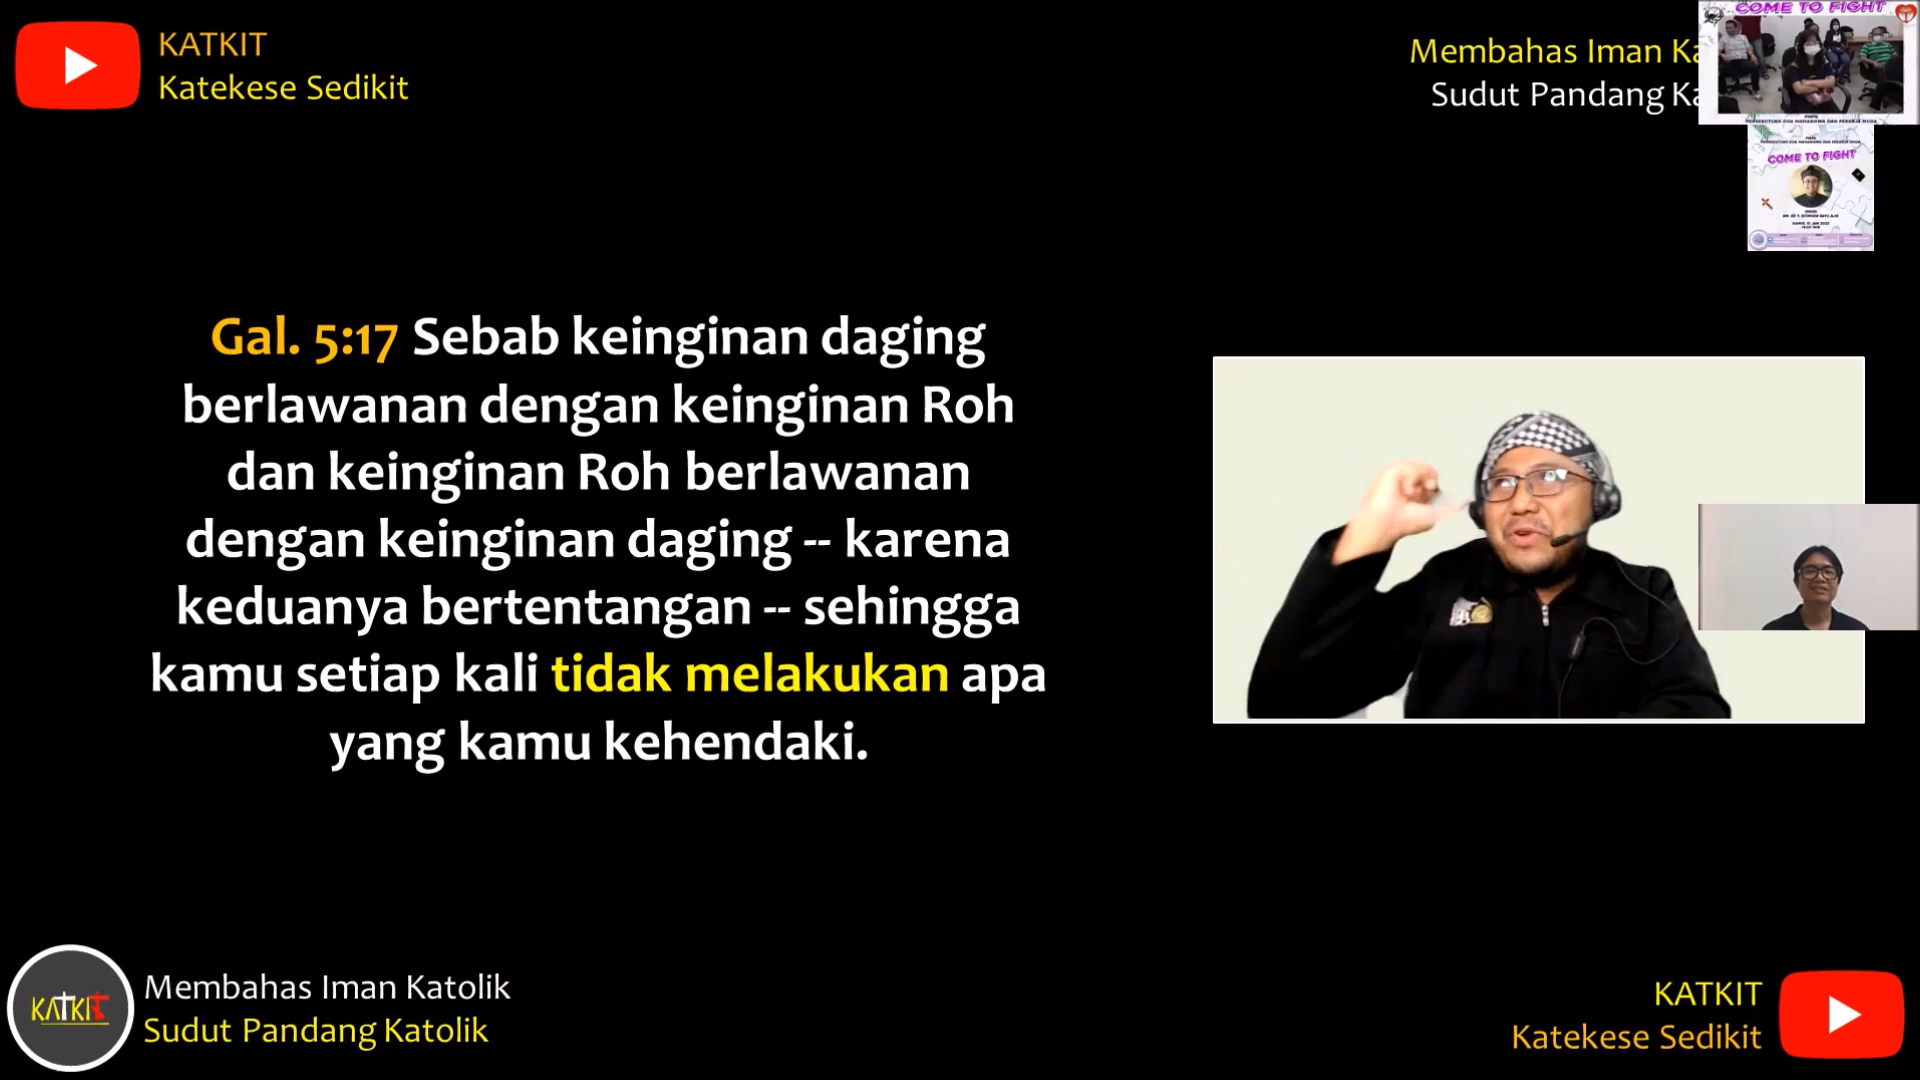 KATKIT
Katekese Sedikit
Membahas Iman Ka
Sudut Pandang Ka
COME TO FIGHT
COME TO FIGHT
Gal. 5:17 Sebab keinginan daging
berlawanan dengan keinginan Roh
dan keinginan Roh berlawanan
dengan keinginan daging -- karena
keduanya bertentangan -- sehingga
kamu setiap kali tidak melakukan apa
yang kamu kehendaki.
KATKIT
Membahas Iman Katolik
Sudut Pandang Katolik
KATKIT
Katekese Sedikit